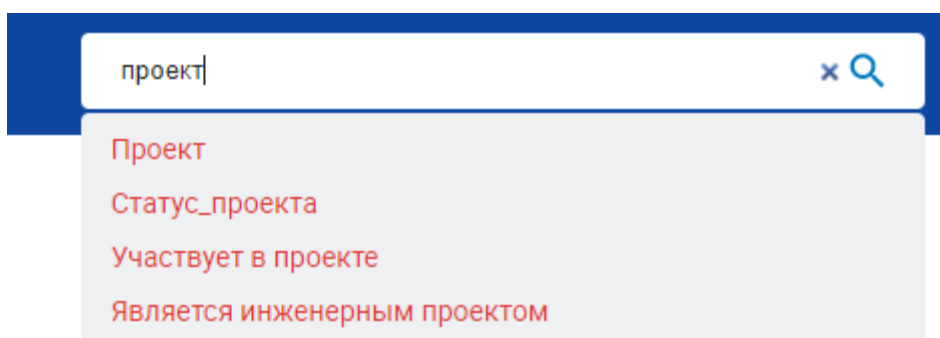 проект
Проект
Статус_проекта
Участвует в проекте
Является инженерным проектом